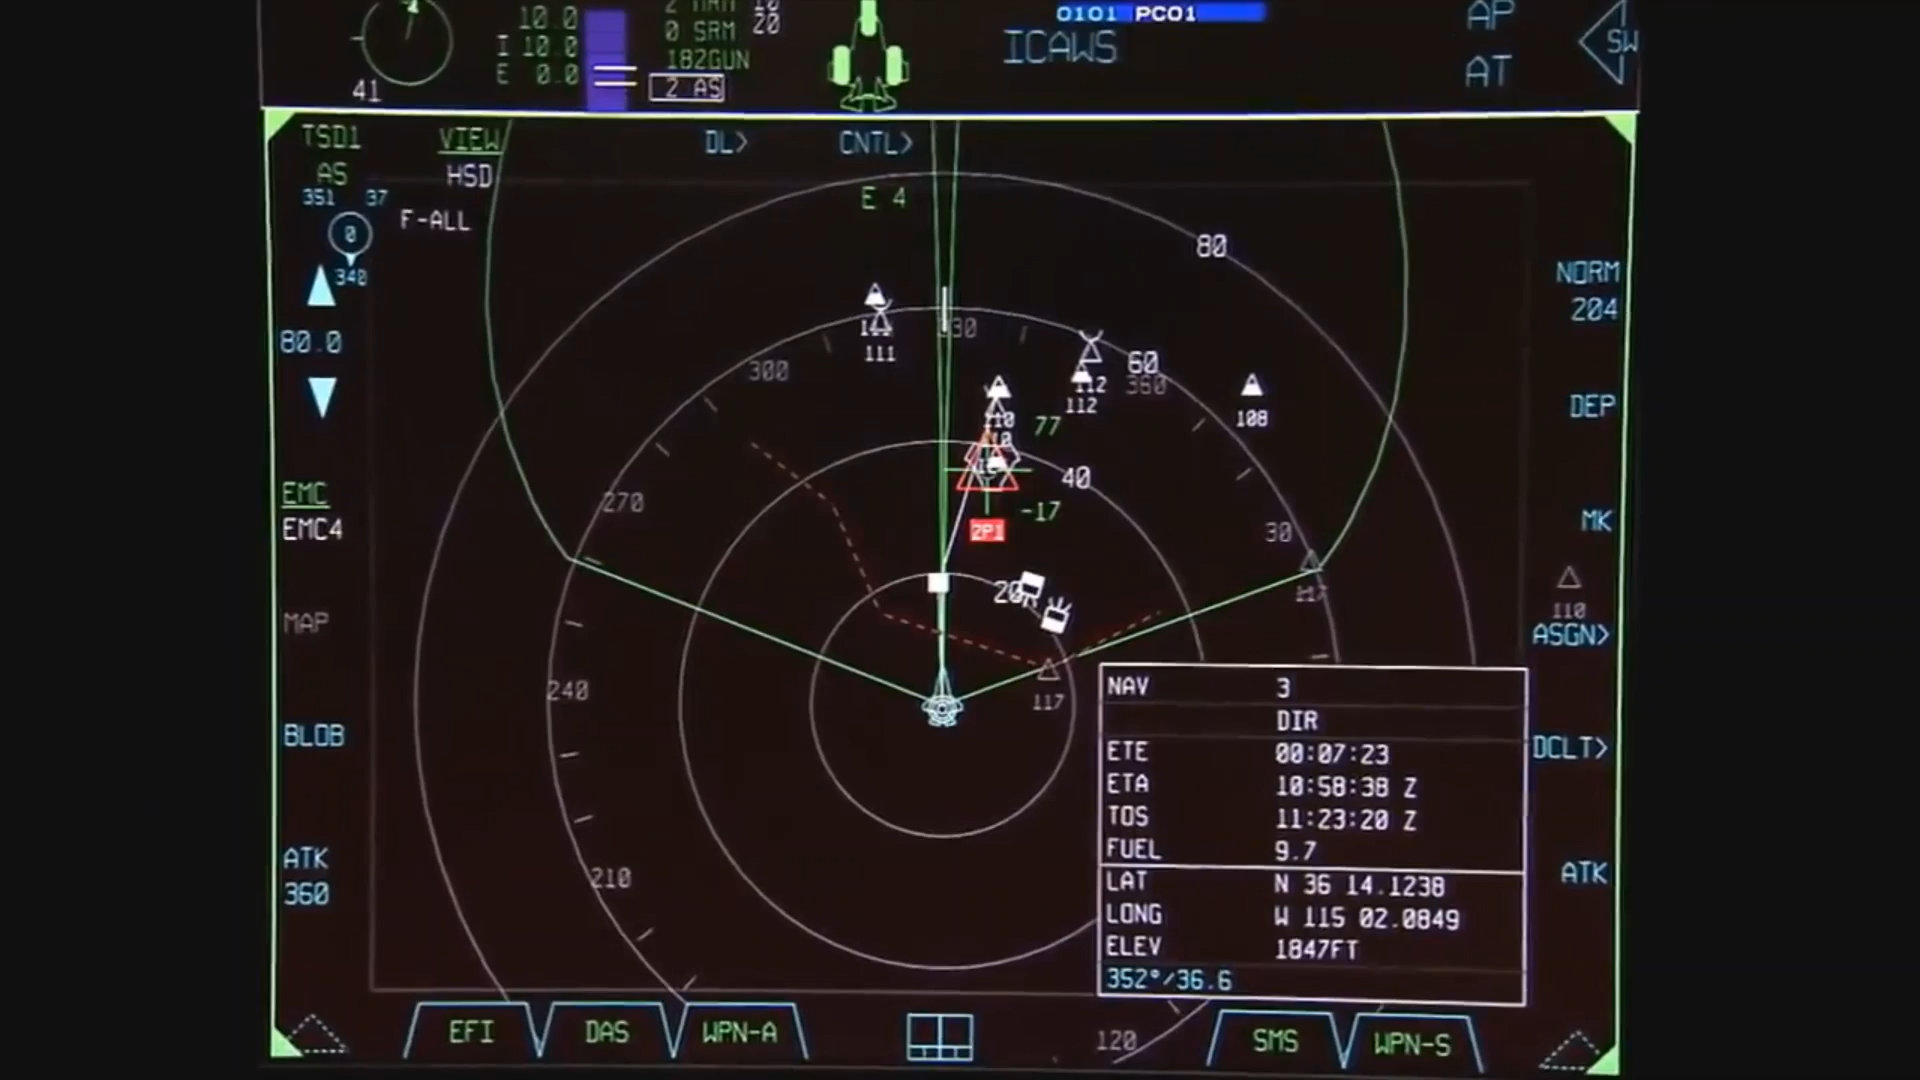 10.0
I 10.0
E 0.0
41
0 SRM
182GUN
2 AS
20
0101 PC01
ICAWS
AP
AT
SW
TSD1
AS
VIEW
HSD
DL>
CNTL>
351 37
0
340
F-ALL
E 4
80.0
80
NORM
204
111
330
300
60
360
112
112
108
110
77
DEP
40
-17
2P1
270
EMC
EMC4
30
MK
20
117
110
ASGN>
MAP
240
117
BLOB
DCLT>
NAV 3
DIR
ETE 00:07:23
ETA 10:58:38 Z
TOS 11:23:20 Z
FUEL 9.7
LAT N 36 14.1238
LONG W 115 02.0849
ELEV 1847FT
352°/36.6
ATK
360
210
ATK
EFI
DAS
WPN-A
120
SMS
WPN-S